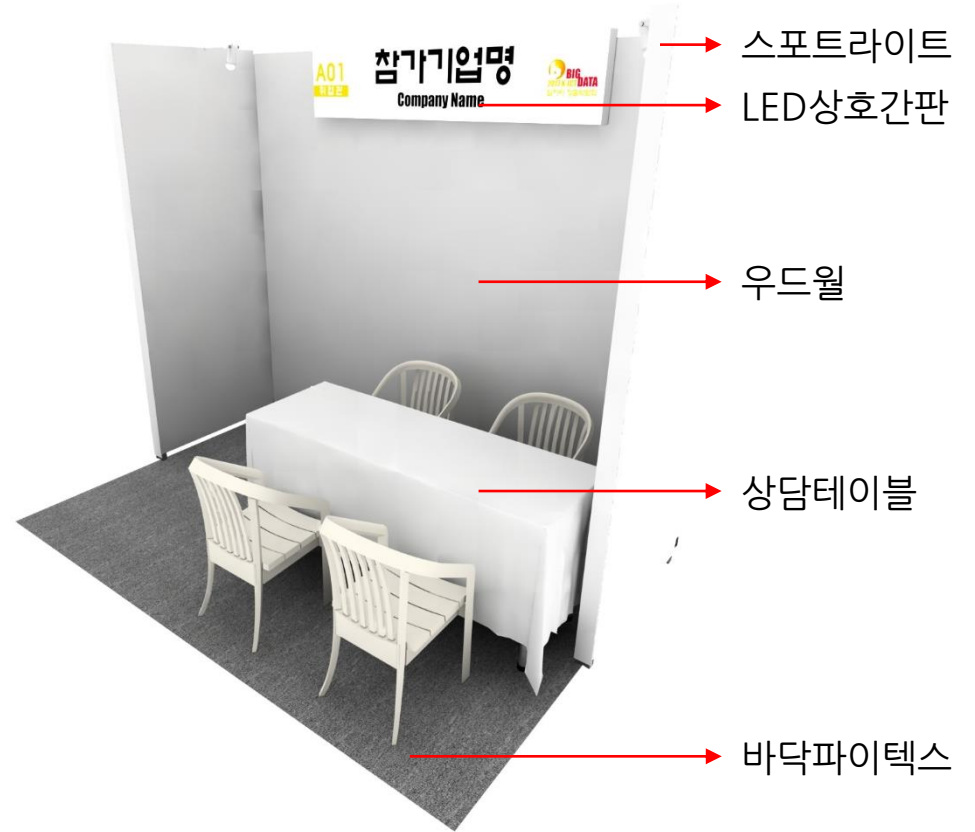 스포트라이트
A01
참가기업명
Company Name
BIG
DATA
LED상호간판
우드월
상담테이블
바닥파이텍스